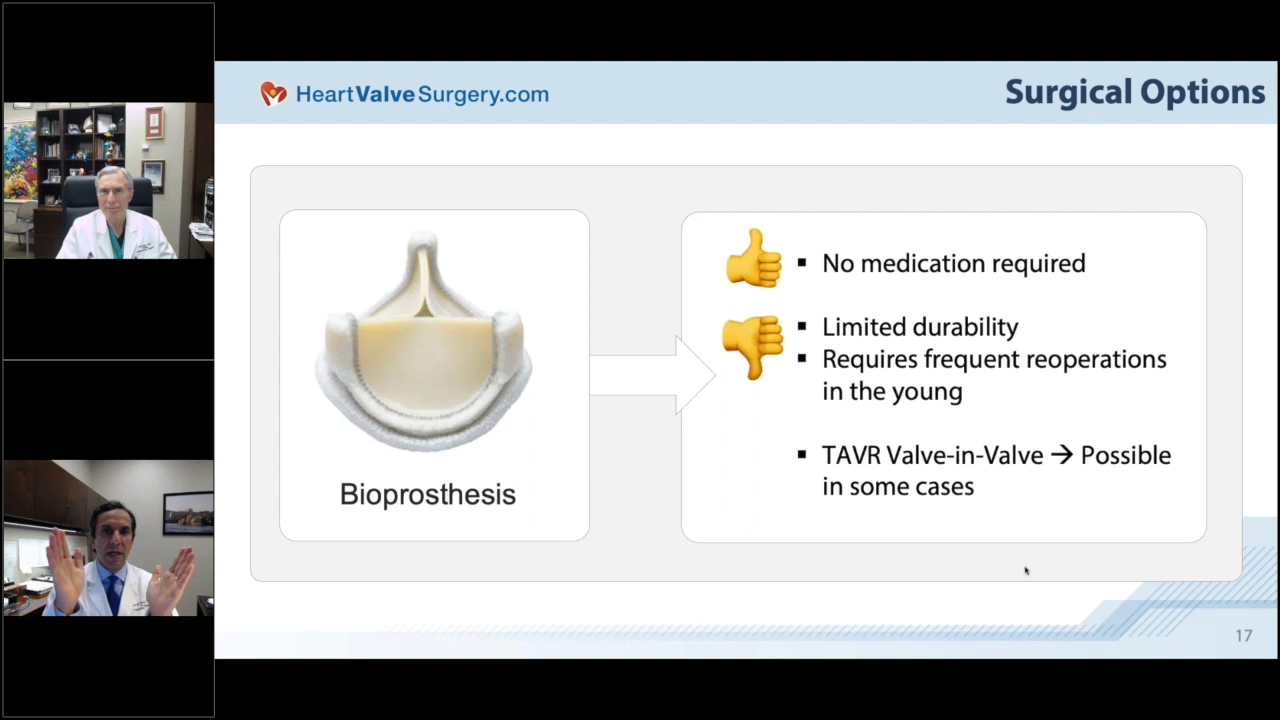 HeartValveSurgery.com
Surgical Options
Bioprosthesis
▪ No medication required
▪ Limited durability
▪ Requires frequent reoperations
in the young
▪ TAVR Valve-in-Valve → Possible
in some cases
17